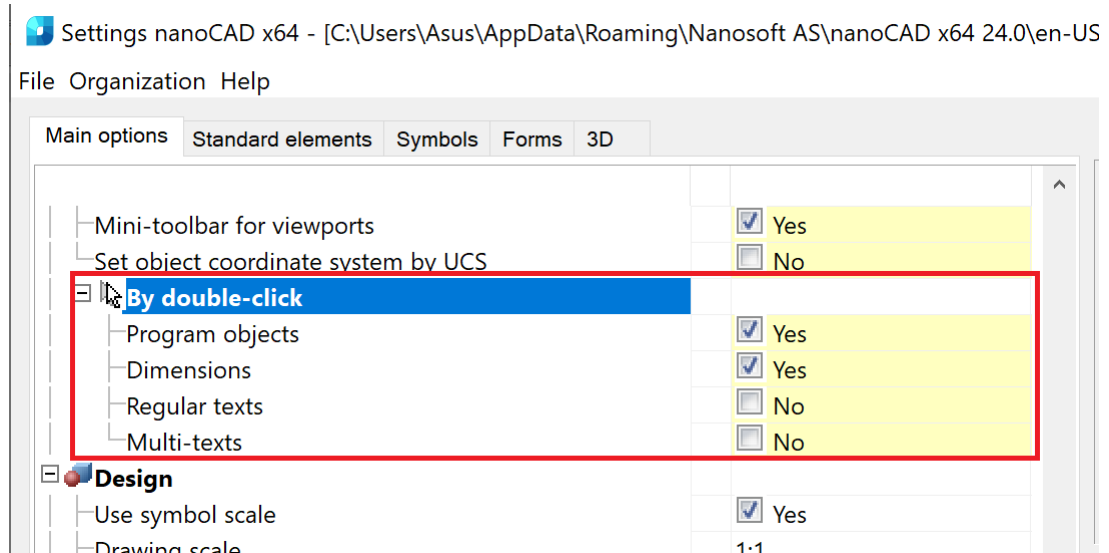 Settings nanoCAD x64 - [C:\Users\Asus\AppData\Roaming\Nanosoft AS\nanoCAD x64 24.0\en-US
File Organization Help
Main options Standard elements Symbols Forms 3D
Mini-toolbar for viewports Yes
Set object coordinate system by UCS No
By double-click
Program objects Yes
Dimensions Yes
Regular texts No
Multi-texts No
Design
Use symbol scale Yes
Drawing scale 1:1